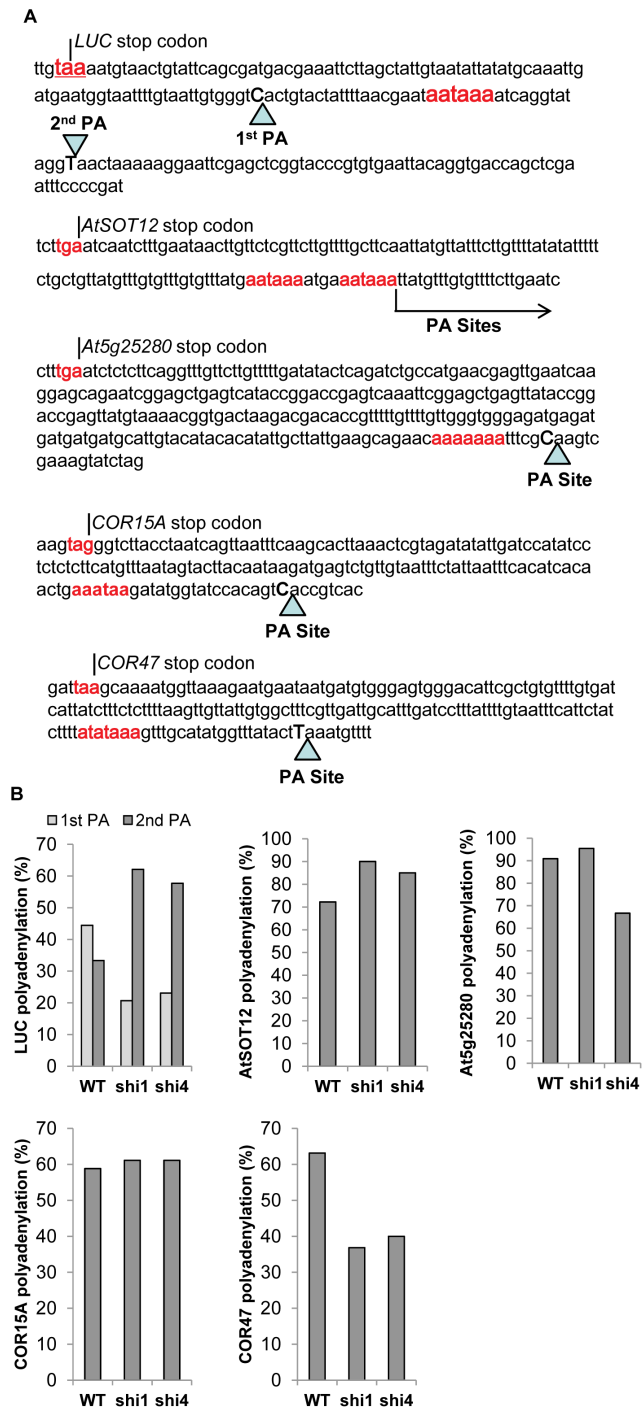 A
LUC stop codon
ttgtaaaatgtaactgtattcagcgatgacgaaattcttagctattgtaatattatatgcaaattg
atgaatggtaattttgtaattgtgggtCactgtactattttaacgaataataaaatcaggtat
2nd PA
1st PA
aggTaactaaaaaggaattcgagctcggtacccgtgtgaattacaggtgaccagctcga
atttccccgat
AtSOT12 stop codon
tcttgaatcaatctttgaataacttgttctcgttcttgttttgcttcaattatgttatttcttgttttatatatttttt
ctgctgttatgtttgtgtttgtgtttatgaataaaatgaaataaattatgtttgtgttttcttgaatc
PA Sites
At5g25280 stop codon
ctttgaatctctcttcaggtttgttcttgtttttgatatactcagatctgccatgaacgagttgaatcaa
ggagcagaatcggagctgagtcataccggaccgagtcaaattcggagctgagttataccgg
accgagttatgtaaaacggtgactaagacgacaccgtttttgttttgttgggtgggagatgagat
gatgatgatgcattgtacatacacatattgcttattgaagcagaacaaaaaaatttcgCaagtc
gaaagtatctag
PA Site
COR15A stop codon
aagtagggtcttacctaatcagttaatttcaagcacttaaactcgtagatatattgatccatatcc
tctctcttcatgtttaatagtacttacaataagatgagtctgttgtaatttctattaatttcacatcaca
aactgaaataagatatggtatccacagtCaccgtcac
PA Site
COR47 stop codon
gattaagcaaaatggttaaagaatgaataatgatgtgggagtgggacattcgctgtgttttgtgat
cattatctttctcttttaagttgttattgtggctttcgttgattgcatttgatcctttattttgtaatttcattctat
cttttatataaagtttgcatatggtttatactTaaatgtttt
PA Site
B
1st PA 2nd PA
LUC polyadenylation (%)
70
60
50
40
30
20
10
0
WT shi1 shi4
AtSOT12 polyadenylation (%)
100
90
80
70
60
50
40
30
20
10
0
WT shi1 shi4
At5g25280 polyadenylation (%)
100
90
80
70
60
50
40
30
20
10
0
WT shi1 shi4
COR15A polyadenylation (%)
70
60
50
40
30
20
10
0
WT shi1 shi4
COR47 polyadenylation (%)
70
60
50
40
30
20
10
0
WT shi1 shi4